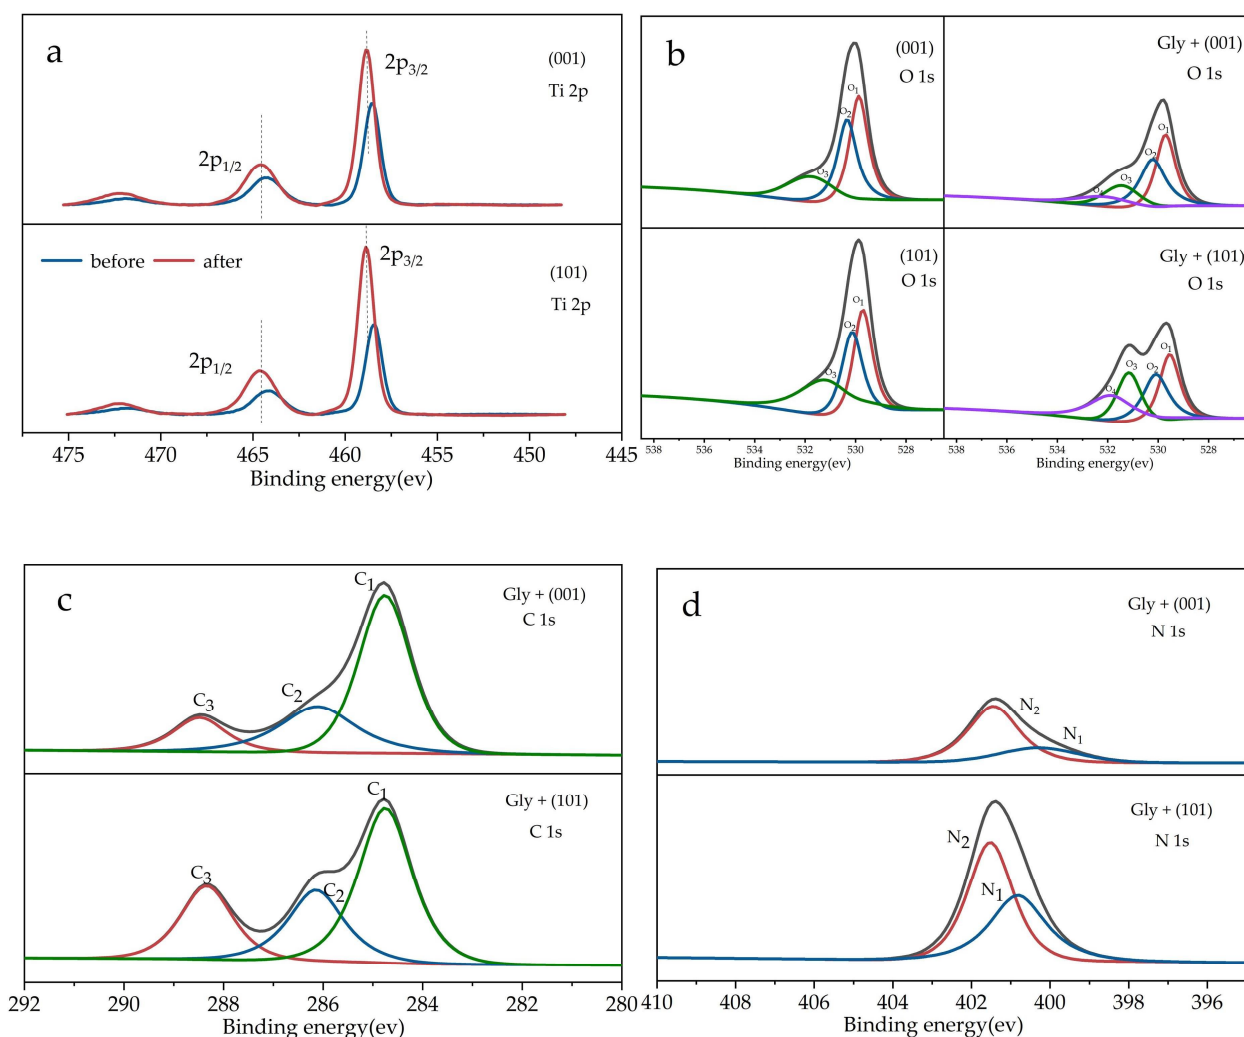 a
(001)
Ti 2p
2p3/2
2p1/2
before
after
(101)
Ti 2p
2p3/2
2p1/2
475 470 465 460 455 450 445
Binding energy(ev)
b
(001)
O 1s
O1
O2
O3
Gly + (001)
O 1s
O1
O2
O3
O4
(101)
O 1s
O1
O2
O3
Gly + (101)
O 1s
O1
O2
O3
O4
538 536 534 532 530 528
Binding energy(ev)
538 536 534 532 530 528
Binding energy(ev)
c
Gly + (001)
C 1s
C1
C2
C3
Gly + (101)
C 1s
C1
C2
C3
292 290 288 286 284 282 280
Binding energy(ev)
d
Gly + (001)
N 1s
N2
N1
Gly + (101)
N 1s
N2
N1
410 408 406 404 402 400 398 396
Binding energy(ev)